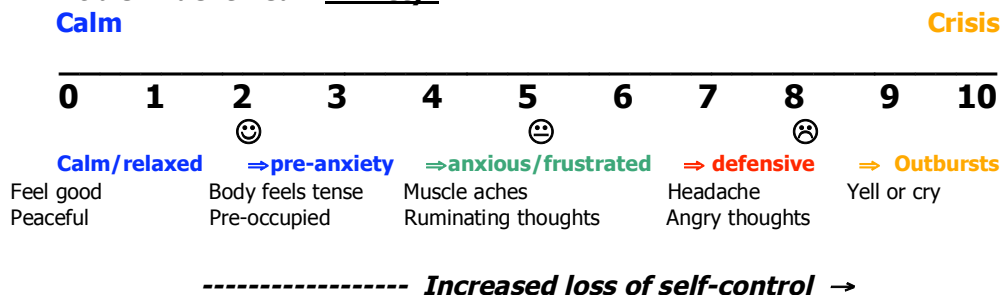 Calm Crisis
0 1 2 3 4 5 6 7 8 9 10
☺ 😐 ☹
Calm/relaxed ⇒pre-anxiety ⇒anxious/frustrated ⇒ defensive ⇒ Outbursts
Feel good Body feels tense Muscle aches Headache Yell or cry
Peaceful Pre-occupied Ruminating thoughts Angry thoughts
------------------ Increased loss of self-control →